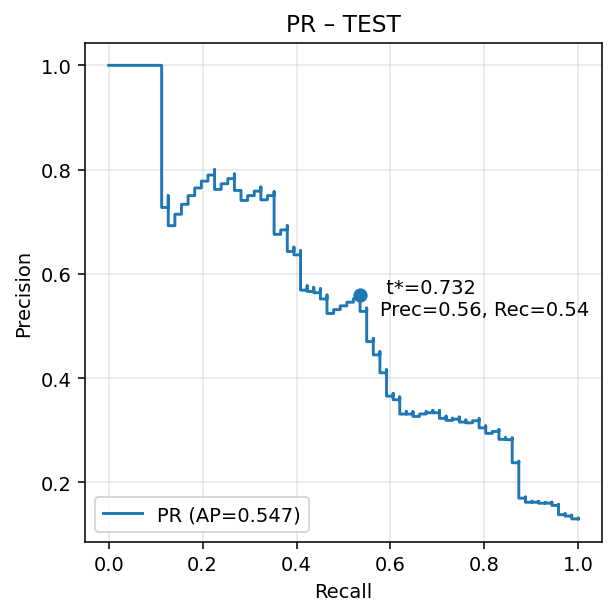 PR – TEST
1.0
0.8
0.6
0.4
0.2
Precision
t*=0.732
Prec=0.56, Rec=0.54
PR (AP=0.547)
0.0 0.2 0.4 0.6 0.8 1.0
Recall